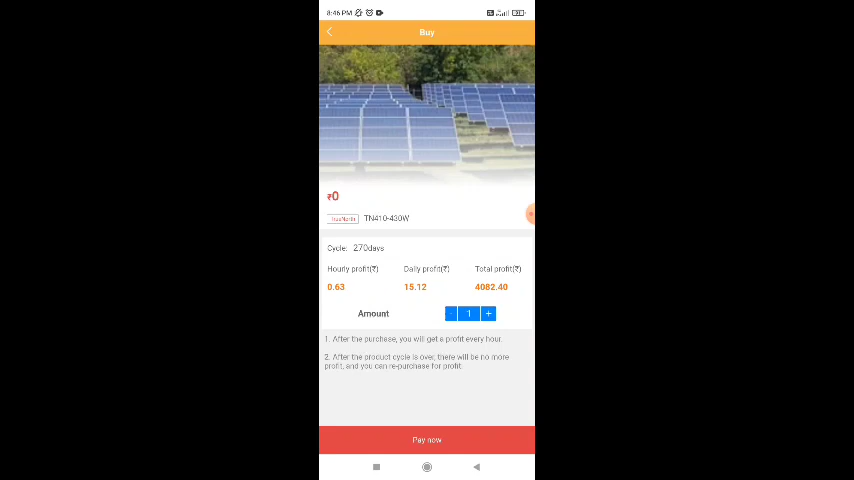 8:46 PM
Buy
₹0
TrueNorth TN410-430W
Cycle: 270days
Hourly profit(₹) Daily profit(₹) Total profit(₹)
0.63 15.12 4082.40
Amount - 1 +
1. After the purchase, you will get a profit every hour.
2. After the product cycle is over, there will be no more
profit, and you can re-purchase for profit.
Pay now